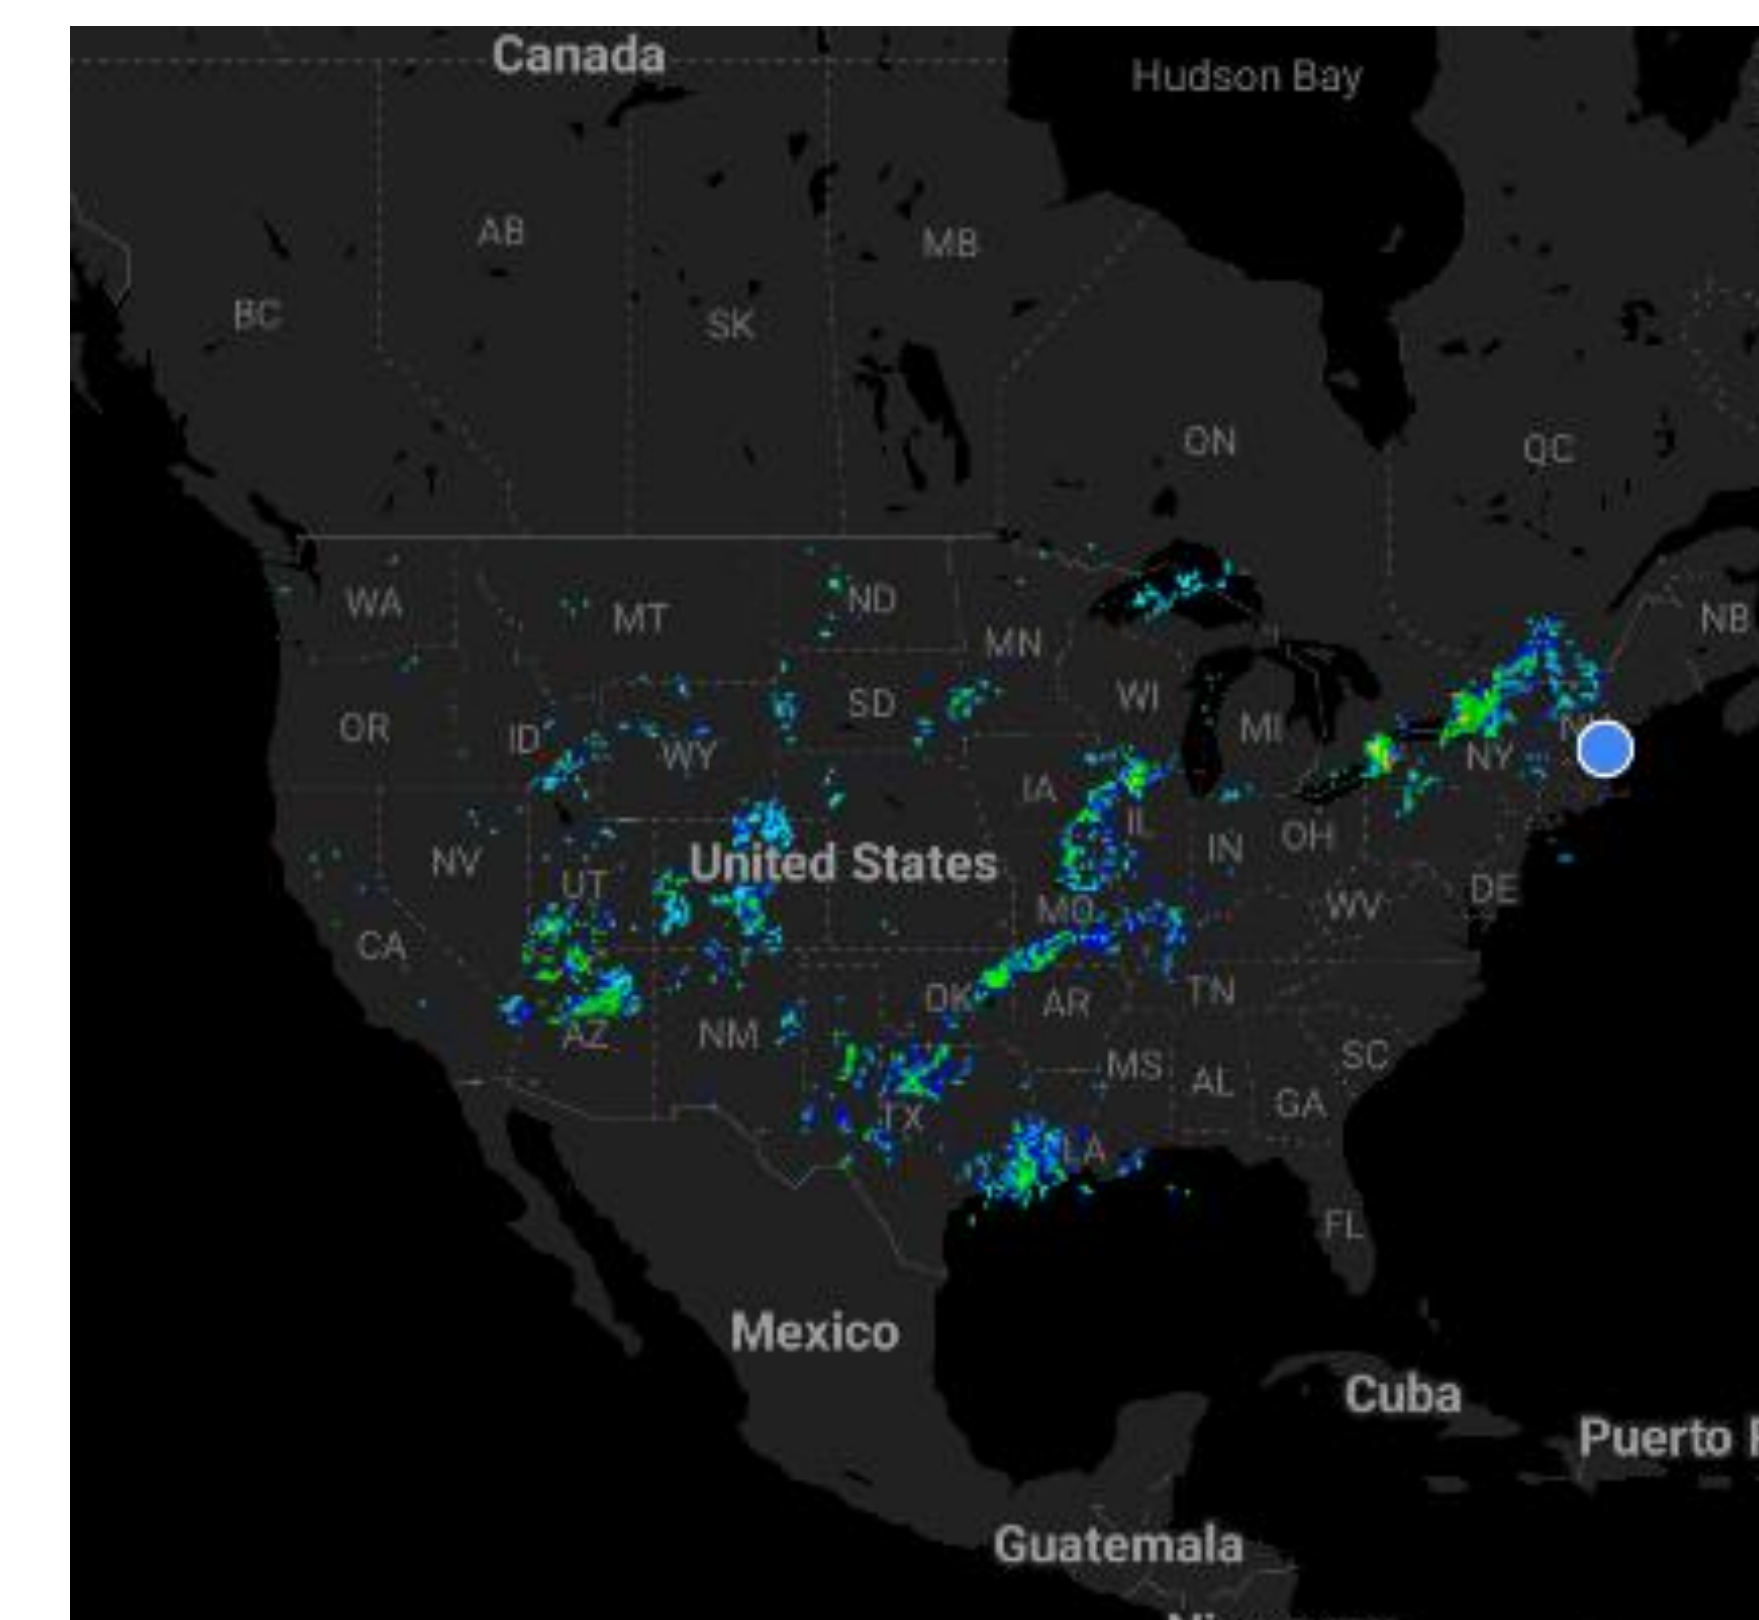 Canada
Hudson Bay
AB
MB
BC
SK
ON
QC
WA
MT
ND
NB
MN
OR
ID
WY
SD
WI
MI
NY
IA
NV
United States
IL
IN
OH
UT
DE
MO
WV
CA
OK
AR
TN
AZ
NM
MS
AL
SC
GA
TX
LA
FL
Mexico
Cuba
Puerto
Guatemala